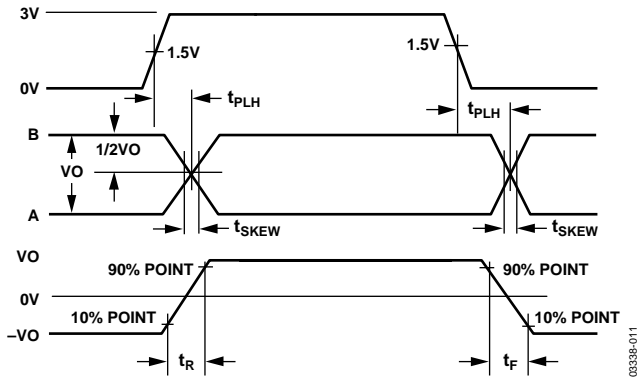 3V
1.5V
1.5V
0V
tPLH
tPLH
B
1/2VO
VO
A
tSKEW
tSKEW
VO
90% POINT
90% POINT
0V
10% POINT
10% POINT
–VO
tR
tF
03338-011